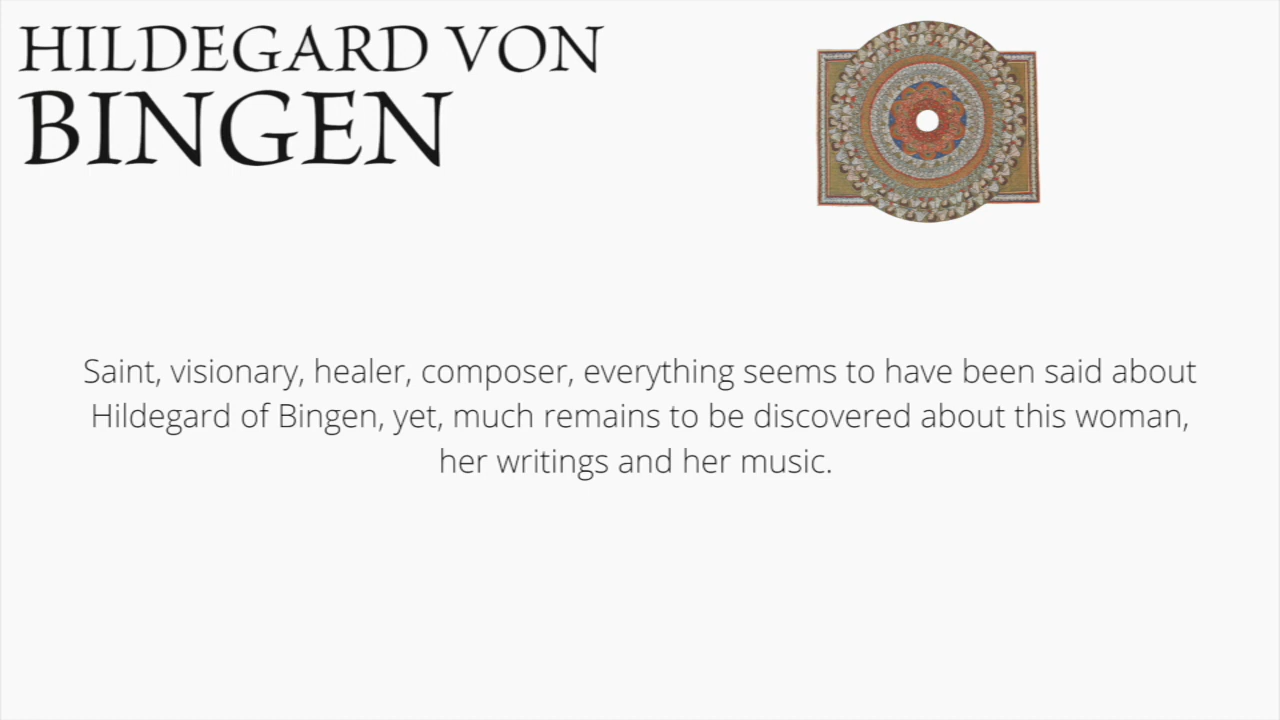 HILDEGARD VON
BINGEN
Saint, visionary, healer, composer, everything seems to have been said about
Hildegard of Bingen, yet, much remains to be discovered about this woman,
her writings and her music.